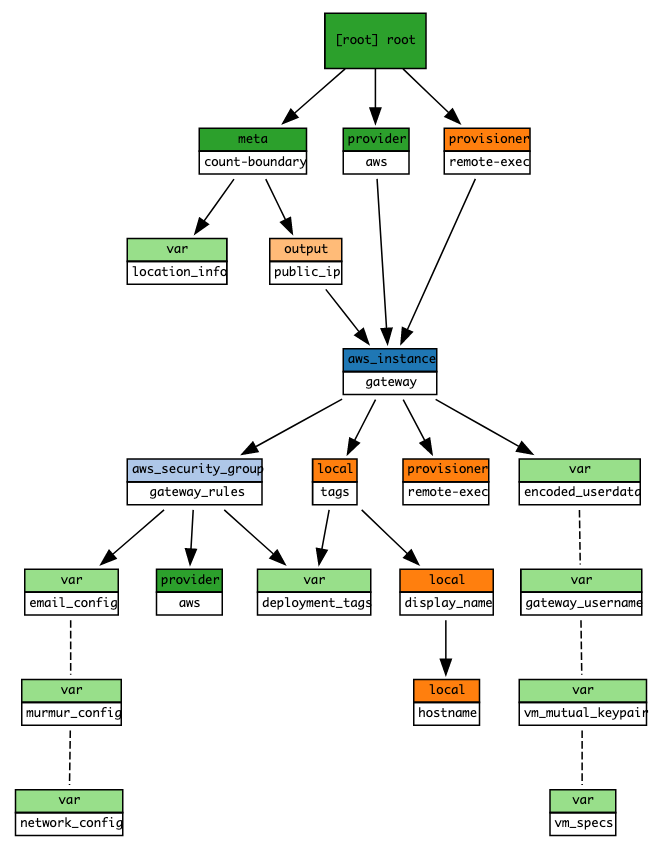 [root] root
meta
count-boundary
provider
aws
provisioner
remote-exec
var
location_info
output
public_ip
aws_instance
gateway
aws_security_group
gateway_rules
local
tags
provisioner
remote-exec
var
encoded_userdata
var
email_config
provider
aws
var
deployment_tags
local
display_name
var
gateway_username
var
murmur_config
local
hostname
var
vm_mutual_keypair
var
network_config
var
vm_specs